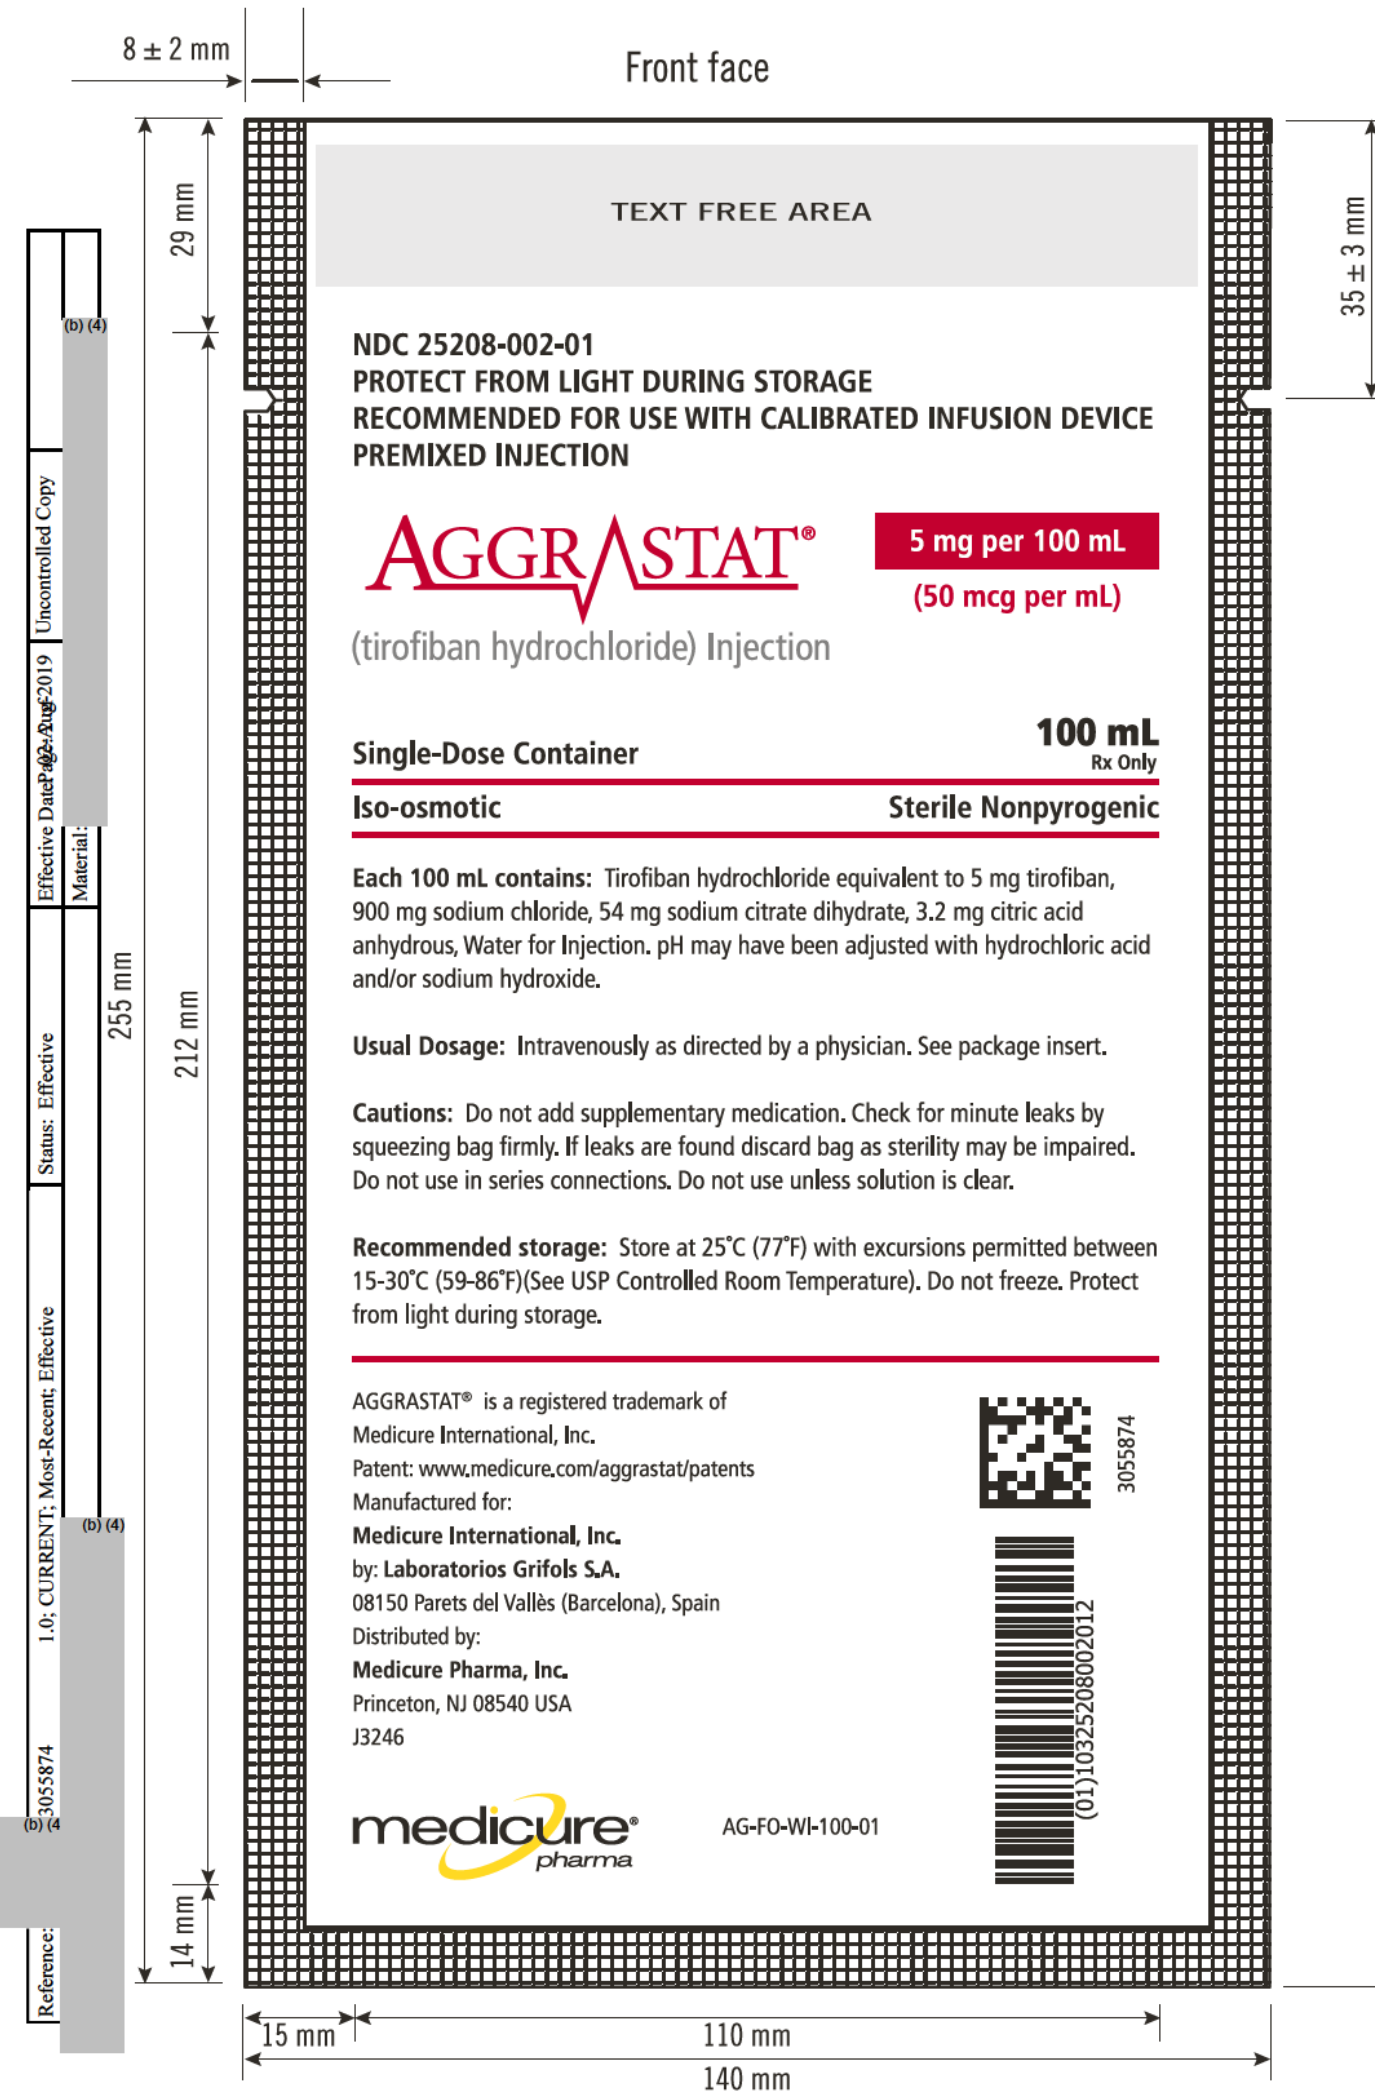 8 ± 2 mm
Front face
29 mm
35 ± 3 mm
TEXT FREE AREA
NDC 25208-002-01
PROTECT FROM LIGHT DURING STORAGE
RECOMMENDED FOR USE WITH CALIBRATED INFUSION DEVICE
PREMIXED INJECTION
AGGRASTAT®
5 mg per 100 mL
(50 mcg per mL)
(tirofiban hydrochloride) Injection
100 mL
Single-Dose Container
Rx Only
Iso-osmotic Sterile Nonpyrogenic
Each 100 mL contains: Tirofiban hydrochloride equivalent to 5 mg tirofiban,
900 mg sodium chloride, 54 mg sodium citrate dihydrate, 3.2 mg citric acid
anhydrous, Water for Injection. pH may have been adjusted with hydrochloric acid
and/or sodium hydroxide.
Usual Dosage: Intravenously as directed by a physician. See package insert.
Cautions: Do not add supplementary medication. Check for minute leaks by
squeezing bag firmly. If leaks are found discard bag as sterility may be impaired.
Do not use in series connections. Do not use unless solution is clear.
Recommended storage: Store at 25°C (77°F) with excursions permitted between
15-30°C (59-86°F)(See USP Controlled Room Temperature). Do not freeze. Protect
from light during storage.
AGGRASTAT® is a registered trademark of
Medicure International, Inc.
Patent: www.medicure.com/aggrastat/patents
Manufactured for:
Medicure International, Inc.
by: Laboratorios Grifols S.A.
08150 Parets del Vallès (Barcelona), Spain
Distributed by:
Medicure Pharma, Inc.
Princeton, NJ 08540 USA
J3246
3055874
(01)10325208002012
medicure®
pharma
AG-FO-WI-100-01
255 mm
212 mm
14 mm
15 mm
110 mm
140 mm
Reference: 3055874
1.0; CURRENT; Most-Recent; Effective
Status: Effective
Effective Date: 02-Aug-2019
Uncontrolled Copy
Material:
(b) (4)
(b) (4)
(b) (4